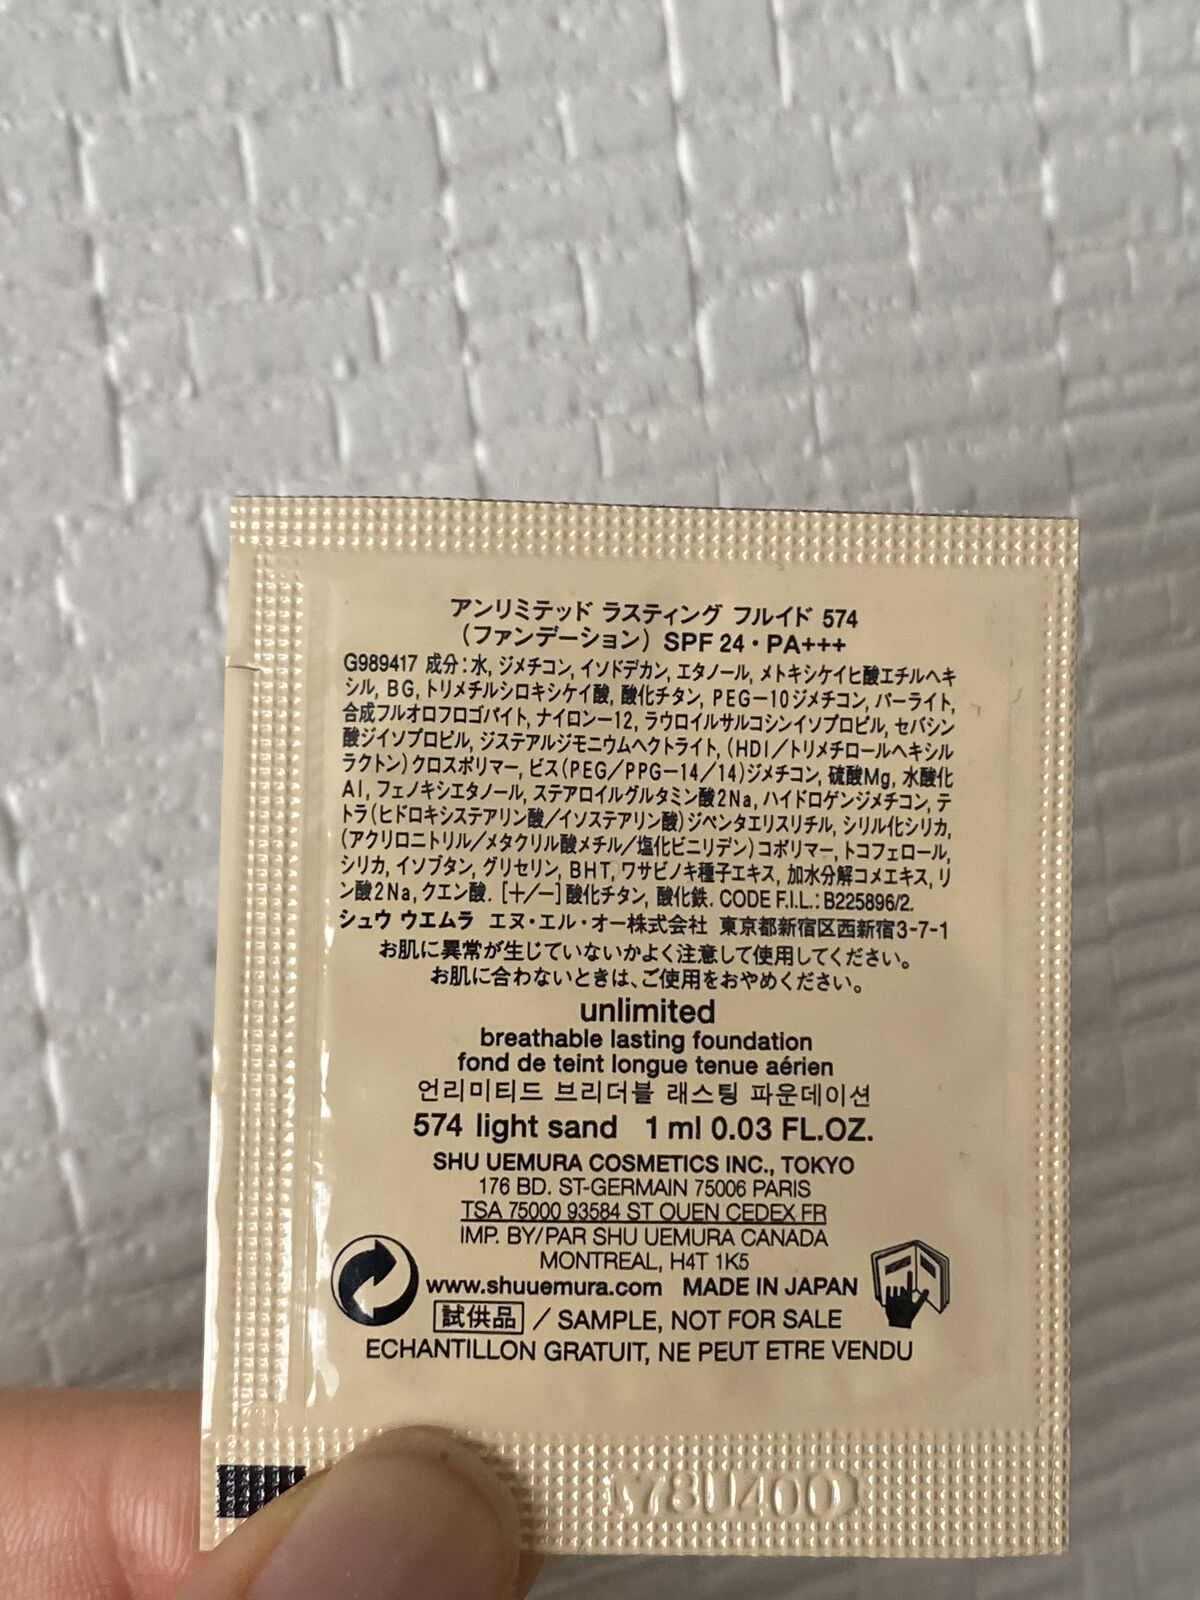 アンリミテッド ラスティング フルイド 574
(ファンデーション) SPF 24・PA+++
G989417 成分:水, ジメチコン, イソドデカン, エタノール, メトキシケイヒ酸エチルヘキ
シル, BG, トリメチルシロキシケイ酸, 酸化チタン, PEG－10ジメチコン, パーライト,
合成フルオロフロゴパイト, ナイロン－12, ラウロイルサルコシンイソプロピル, セバシン
酸ジイソプロピル, ジステアルジモニウムヘクトライト, (HDI／トリメチロールヘキシル
ラクトン)クロスポリマー, ビス(PEG／PPG－14／14)ジメチコン, 硫酸Mg, 水酸化
Al, フェノキシエタノール, ステアロイルグルタミン酸2Na, ハイドロゲンジメチコン, テ
トラ(ヒドロキシステアリン酸／イソステアリン酸)ジペンタエリスリチル, シリル化シリカ,
(アクリロニトリル／メタクリル酸メチル／塩化ビニリデン)コポリマー, トコフェロール,
シリカ, イソブタン, グリセリン, BHT, ワサビノキ種子エキス, 加水分解コメエキス, リ
ン酸2Na, クエン酸. [＋/－]酸化チタン, 酸化鉄. CODE F.I.L.: B225896/2.
シュウ ウエムラ エヌ・エル・オー株式会社 東京都新宿区西新宿3-7-1
お肌に異常が生じていないかよく注意して使用してください。
お肌に合わないときは、ご使用をおやめください。
unlimited
breathable lasting foundation
fond de teint longue tenue aérien
언리미티드 브리더블 래스팅 파운데이션
574 light sand 1 ml 0.03 FL.OZ.
SHU UEMURA COSMETICS INC., TOKYO
176 BD. ST-GERMAIN 75006 PARIS
TSA 75000 93584 ST OUEN CEDEX FR
IMP. BY/PAR SHU UEMURA CANADA
MONTREAL, H4T 1K5
www.shuuemura.com MADE IN JAPAN
試供品 / SAMPLE, NOT FOR SALE
ECHANTILLON GRATUIT, NE PEUT ETRE VENDU